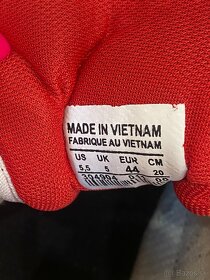 MADE IN VIETNAM
FABRIQUE AU VIETNAM
US UK EUR CM
5,5 5 44 20